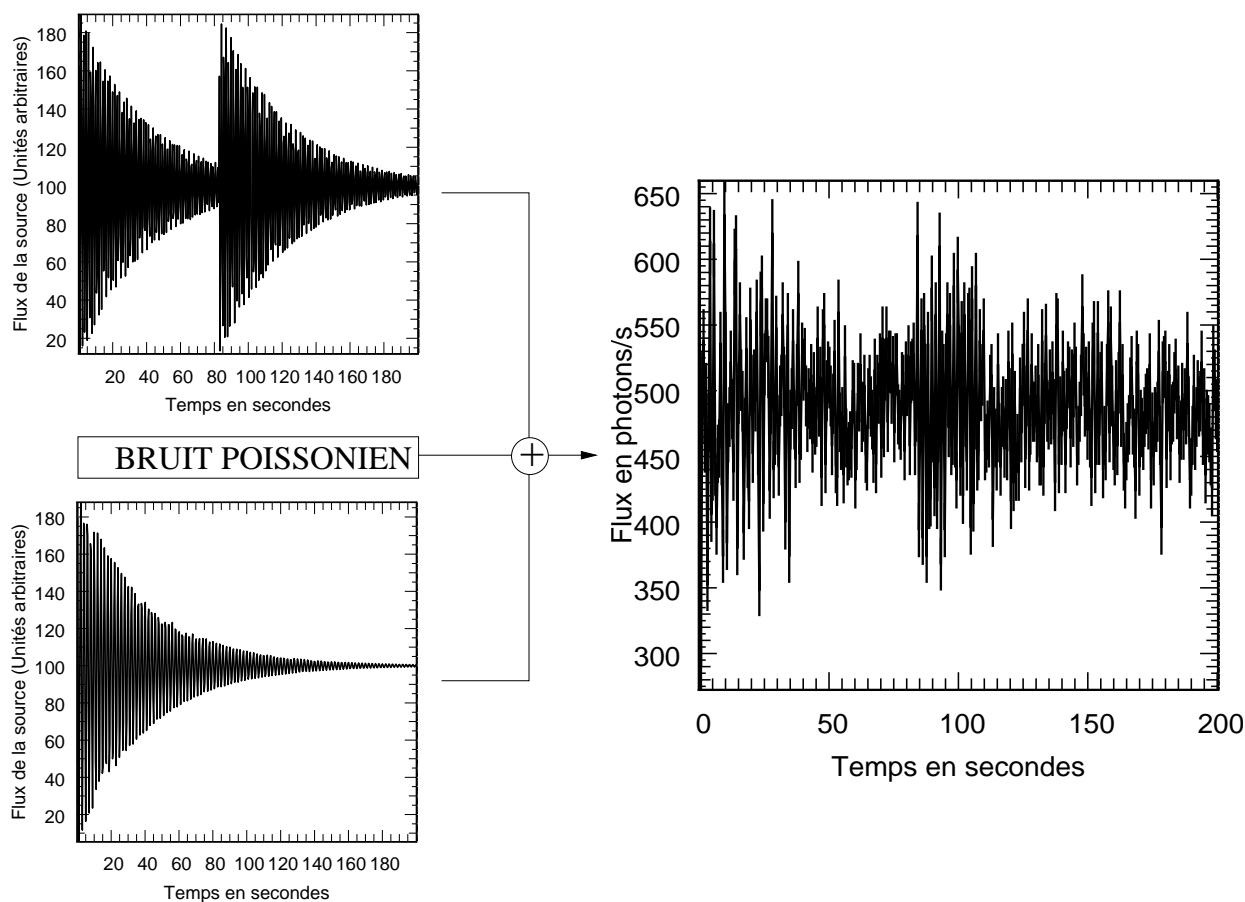 Flux de la source (Unités arbitraires)
180
160
140
120
100
80
60
40
20
20 40 60 80 100 120 140 160 180
Temps en secondes
BRUIT POISSONIEN
+
Flux de la source (Unités arbitraires)
180
160
140
120
100
80
60
40
20
20 40 60 80 100 120 140 160 180
Temps en secondes
Flux en photons/s
650
600
550
500
450
400
350
300
0 50 100 150 200
Temps en secondes